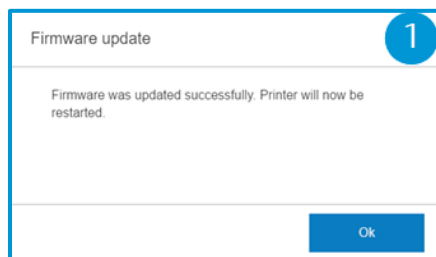 Firmware update
1
Firmware was updated successfully. Printer will now be
restarted.
Ok